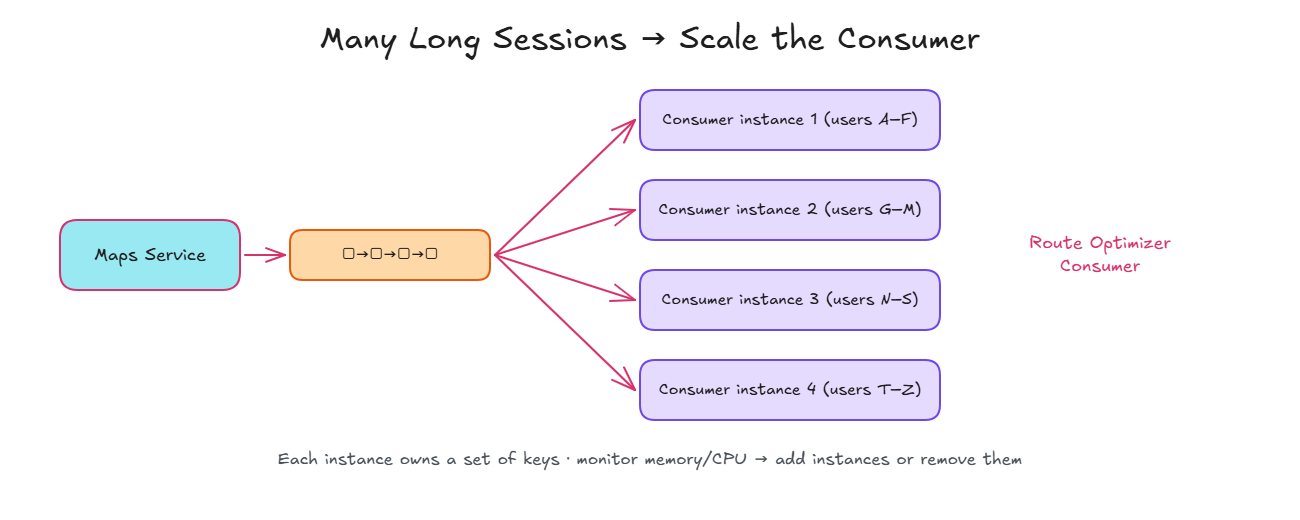 Many Long Sessions → Scale the Consumer
Consumer instance 1 (users A–F)
Consumer instance 2 (users G–M)
Maps Service
□→□→□→□
Route Optimizer
Consumer
Consumer instance 3 (users N–S)
Consumer instance 4 (users T–Z)
Each instance owns a set of keys · monitor memory/CPU → add instances or remove them